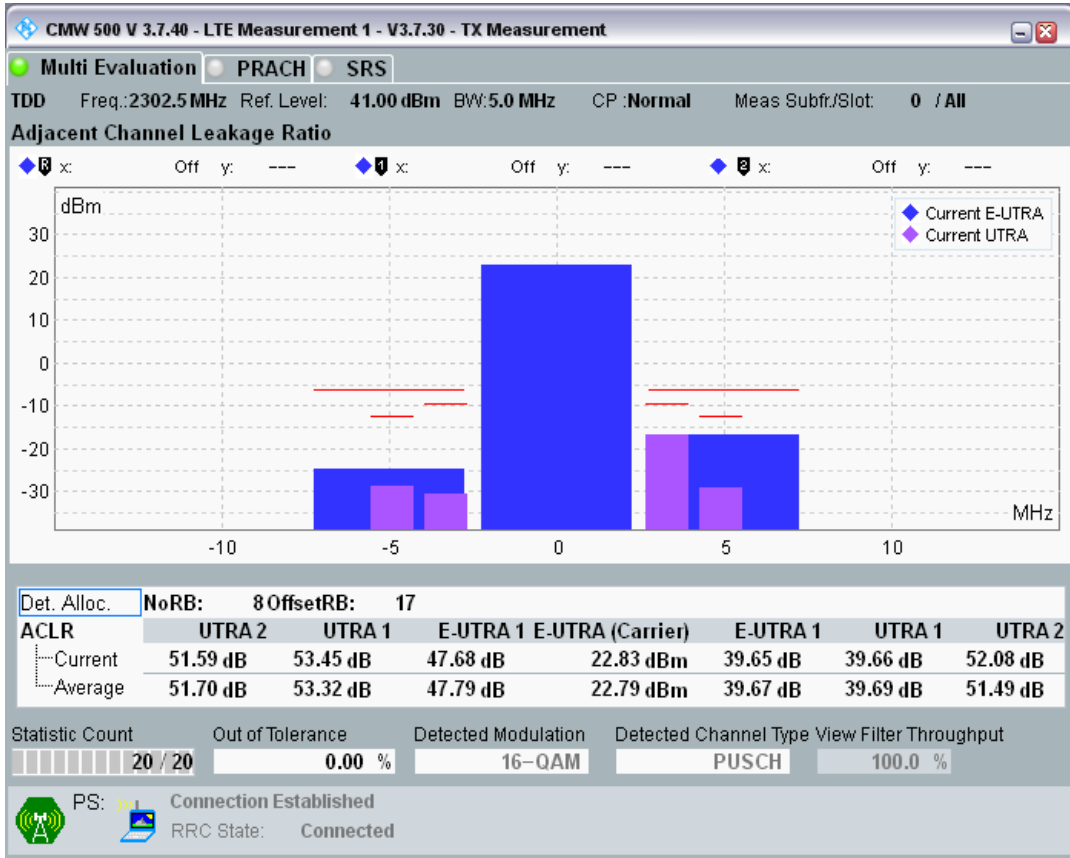 CMW 500 V 3.7.40 - LTE Measurement 1 - V3.7.30 - TX Measurement
Multi Evaluation PRACH SRS
TDD Freq.:2302.5 MHz Ref. Level: 41.00 dBm BW:5.0 MHz CP :Normal Meas Subfr./Slot: 0 / All
Adjacent Channel Leakage Ratio
R x: Off y: --- 1 x: Off y: --- 2 x: Off y: ---
dBm
Current E-UTRA
Current UTRA
30
20
10
0
-10
-20
-30
MHz
-10 -5 0 5 10
Det. Alloc. NoRB: 8 OffsetRB: 17
ACLR UTRA 2 UTRA 1 E-UTRA 1 E-UTRA (Carrier) E-UTRA 1 UTRA 1 UTRA 2
Current 51.59 dB 53.45 dB 47.68 dB 22.83 dBm 39.65 dB 39.66 dB 52.08 dB
Average 51.70 dB 53.32 dB 47.79 dB 22.79 dBm 39.67 dB 39.69 dB 51.49 dB
Statistic Count Out of Tolerance Detected Modulation Detected Channel Type View Filter Throughput
20 / 20 0.00 % 16-QAM PUSCH 100.0 %
PS: Connection Established
RRC State: Connected